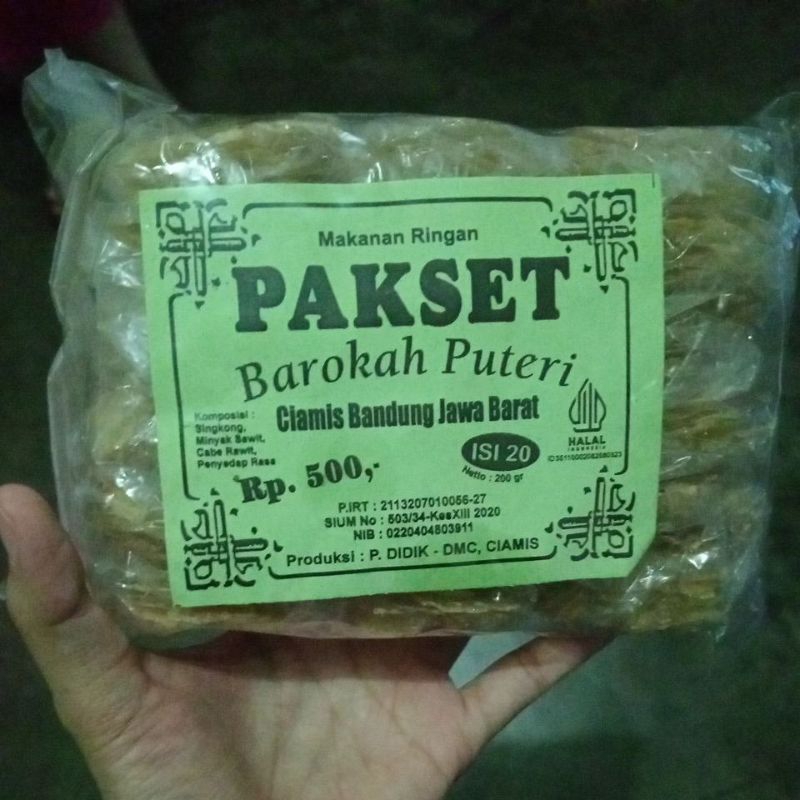 Makanan Ringan
PAKSET
Barokah Puteri
Ciamis Bandung Jawa Barat
Komposisi :
Singkong,
Minyak Sawit,
Cabe Rawit,
Penyedap Rasa
Rp. 500,-
ISI 20
Netto : 200 gr
HALAL
INDONESIA
P.IRT : 2113207010056-27
SIUM No : 503/34-KesXIII 2020
NIB : 0220404803911
Produksi : P. DIDIK - DMC, CIAMIS